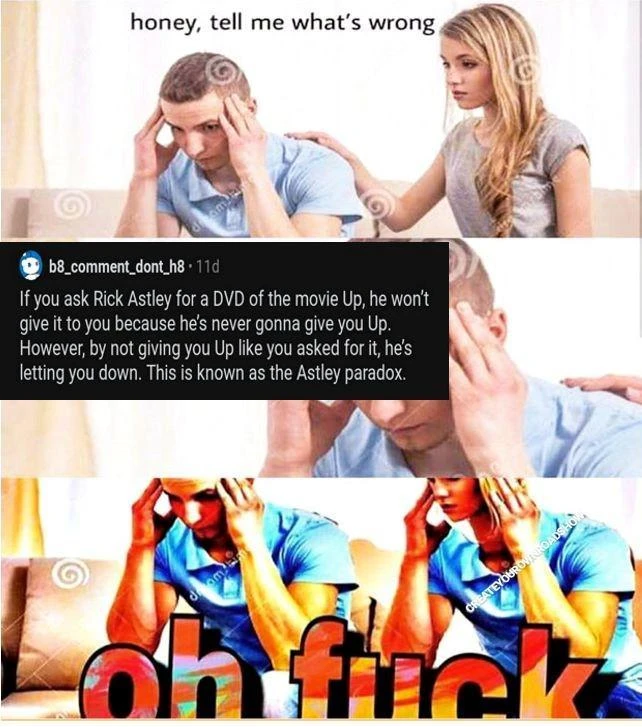 honey, tell me what's wrong
b8_comment_dont_h8 · 11d
If you ask Rick Astley for a DVD of the movie Up, he won't
give it to you because he's never gonna give you Up.
However, by not giving you Up like you asked for it, he's
letting you down. This is known as the Astley paradox.
oh fuck